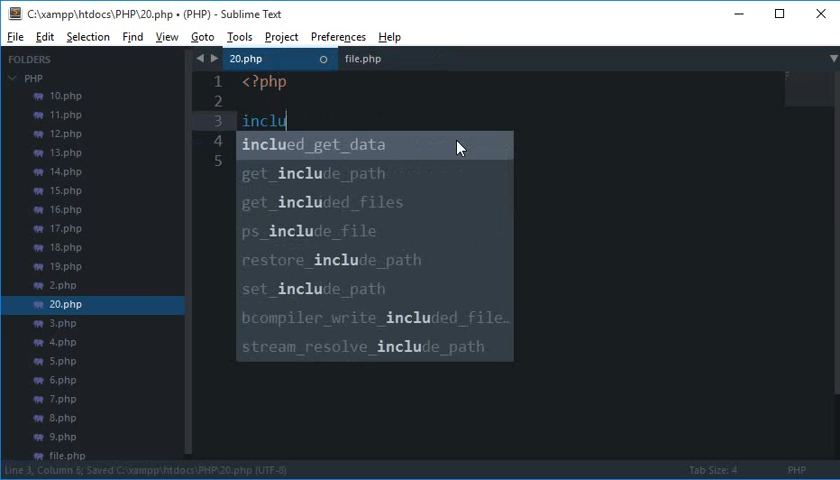 C:\xampp\htdocs\PHP\20.php • (PHP) - Sublime Text
File Edit Selection Find View Goto Tools Project Preferences Help
FOLDERS
PHP
10.php
11.php
12.php
13.php
14.php
15.php
16.php
17.php
18.php
19.php
2.php
20.php
3.php
4.php
5.php
6.php
7.php
8.php
9.php
file.php
20.php file.php
1 <?php
2
3 inclu
4
5
inclued_get_data
get_include_path
get_included_files
ps_include_file
restore_include_path
set_include_path
bcompiler_write_included_file…
stream_resolve_include_path
Line 3, Column 6; Saved C:\xampp\htdocs\PHP\20.php (UTF-8) Tab Size: 4 PHP